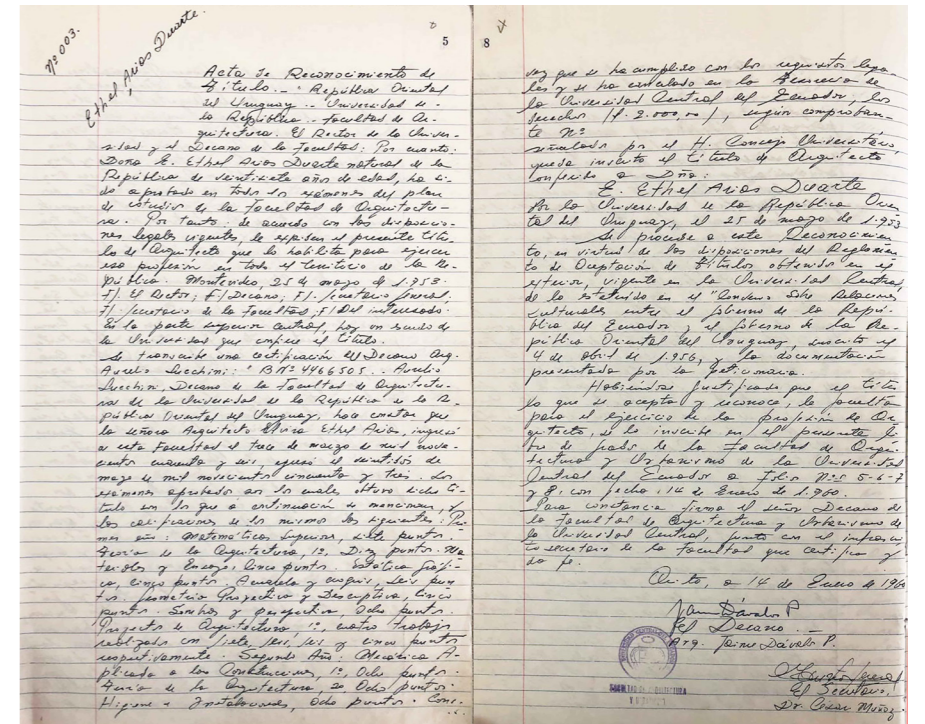 Nº 003.
Ethel Arias Duarte.
5
Acta de Reconocimiento de
Título.- República Oriental
del Uruguay.- Universidad de
la República.- Facultad de Ar-
quitectura. El Rector de la Univer-
sidad y el Decano de la Facultad: Por cuanto:
Doña E. Ethel Arias Duarte natural de la
República de veintisiete años de edad, ha si-
do aprobada en todos los exámenes del plan
de estudios de la Facultad de Arquitectu-
ra. Por tanto: de acuerdo con las disposicio-
nes legales vigentes, le expiden el presente títu-
lo de Arquitecto que lo habilita para ejercer
esa profesión en todo el territorio de la Re-
pública. Montevideo, 25 de mayo de 1.953.
F/. El Rector; F/ Decano; F/. Secretario General;
F/. Secretario de la Facultad; F/ Del interesado.
En la parte superior central, hay un escudo de
la Universidad que confiere el título.
Se transcribe una certificación del Decano Arq.
Aurelio Lucchini: "B Nº 4466505.- Aurelio
Lucchini, Decano de la Facultad de Arquitectu-
ra de la Universidad de la República de la R-
epública Oriental del Uruguay, hace constar que
la señora Arquitecto Elvira Ethel Arias, ingresó
a esta Facultad el trece de marzo de mil nove-
cientos cuarenta y seis egresó el veintidós de
mayo de mil novecientos cincuenta y tres. Los
exámenes aprobados con los cuales obtuvo dicho tí-
tulo son los que a continuación de mencionan, y
las calificaciones de los mismos las siguientes: Pri-
mer año: Matemáticas Superior, siete puntos.
Teoría de la Arquitectura, 1º, Diez puntos. Ma-
teriales y Ensayo, Cinco puntos. Estática gráfi-
ca, cinco puntos. Acuarela y croquis, Seis pun-
tos. Geometría Proyectiva y Descriptiva, Cinco
puntos. Sombras y perspectiva, Ocho puntos.
Proyecto de Arquitectura, 1º, cuatro trabajos
realizados con siete, seis, seis y cinco puntos
respectivamente. Segundo Año. Mecánica A-
plicada a las Construcciones, 1º, Ocho puntos.
Teoría de la Arquitectura, 2º Ocho puntos.
Higiene e Instalaciones, Ocho puntos. Cons-
8
vez que se ha cumplido con los requisitos lega-
les y se ha cancelado en la Tesorería de
la Universidad Central del Ecuador, los
derechos (S. 2.000,oo), según comproban-
te Nº
señalados por el H. Consejo Universitario,
queda inscrito el Título de Arquitecto
conferido a Dña:
E. Ethel Arias Duarte
Por la Universidad de la República Orien-
tal del Uruguay, el 25 de mayo de 1.953
Se procede a este Reconocimien-
to, en virtud de las disposiciones del Reglamen-
to de Aceptación de Títulos obtenidos en el
exterior, vigente en la Universidad Central,
de lo estatuido en el "Convenio sobre Relaciones
Culturales entre el Gobierno de la Repú-
blica del Ecuador y el Gobierno de la Re-
pública Oriental del Uruguay, suscrito el
4 de abril de 1.956, y la documentación
presentada por la peticionaria.
Habiéndose justificado que el títu-
lo que se acepta y reconoce, la faculta
para el ejercicio de la profesión de Ar-
quitecto, se lo inscribe en el presente li-
bro de grado de la Facultad de Arqui-
tectura y Urbanismo de la Universidad
Central del Ecuador a Folio Nºs 5-6-7
y 8; con fecha: 14 de Enero de 1.960.
Para constancia firma el señor Decano de
la Facultad de Arquitectura y Urbanismo de
la Universidad Central, junto con el infrascri-
to secretario de la Facultad que certifica y
da fe.
Quito, a 14 de Enero de 1960
El Decano
Arq. Jaime Dávalos P.
FACULTAD DE ARQUITECTURA
El Secretario,
Dr. César Muñoz